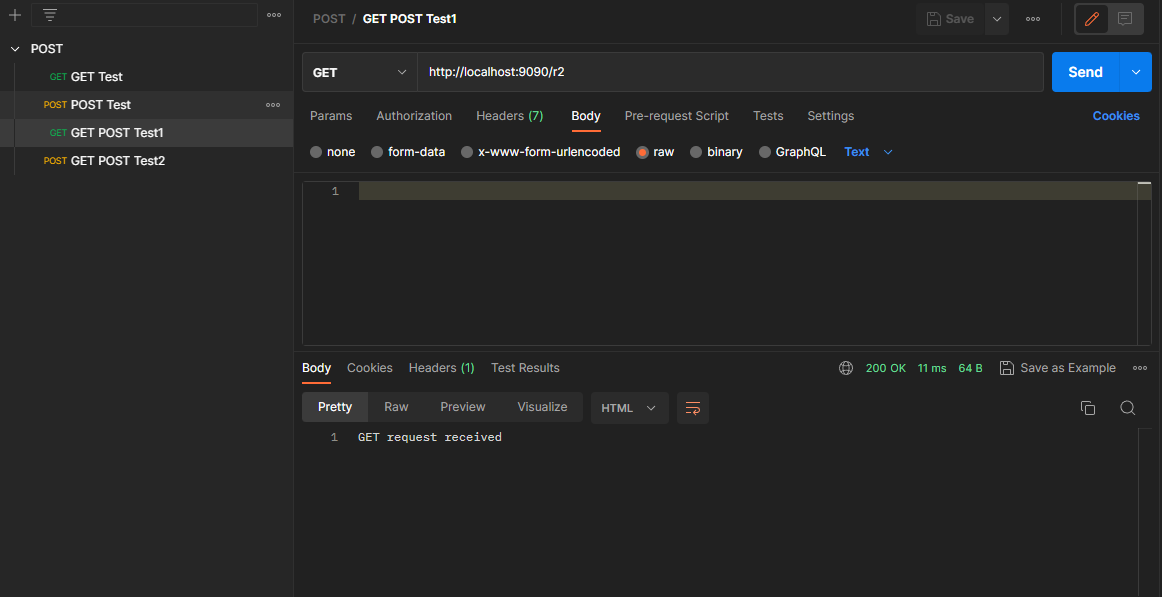 POST / GET POST Test1
Save
POST
GET GET Test
POST POST Test
GET GET POST Test1
POST GET POST Test2
GET http://localhost:9090/r2 Send
Params Authorization Headers (7) Body Pre-request Script Tests Settings Cookies
none form-data x-www-form-urlencoded raw binary GraphQL Text
1
Body Cookies Headers (1) Test Results 200 OK 11 ms 64 B Save as Example
Pretty Raw Preview Visualize HTML
1 GET request received